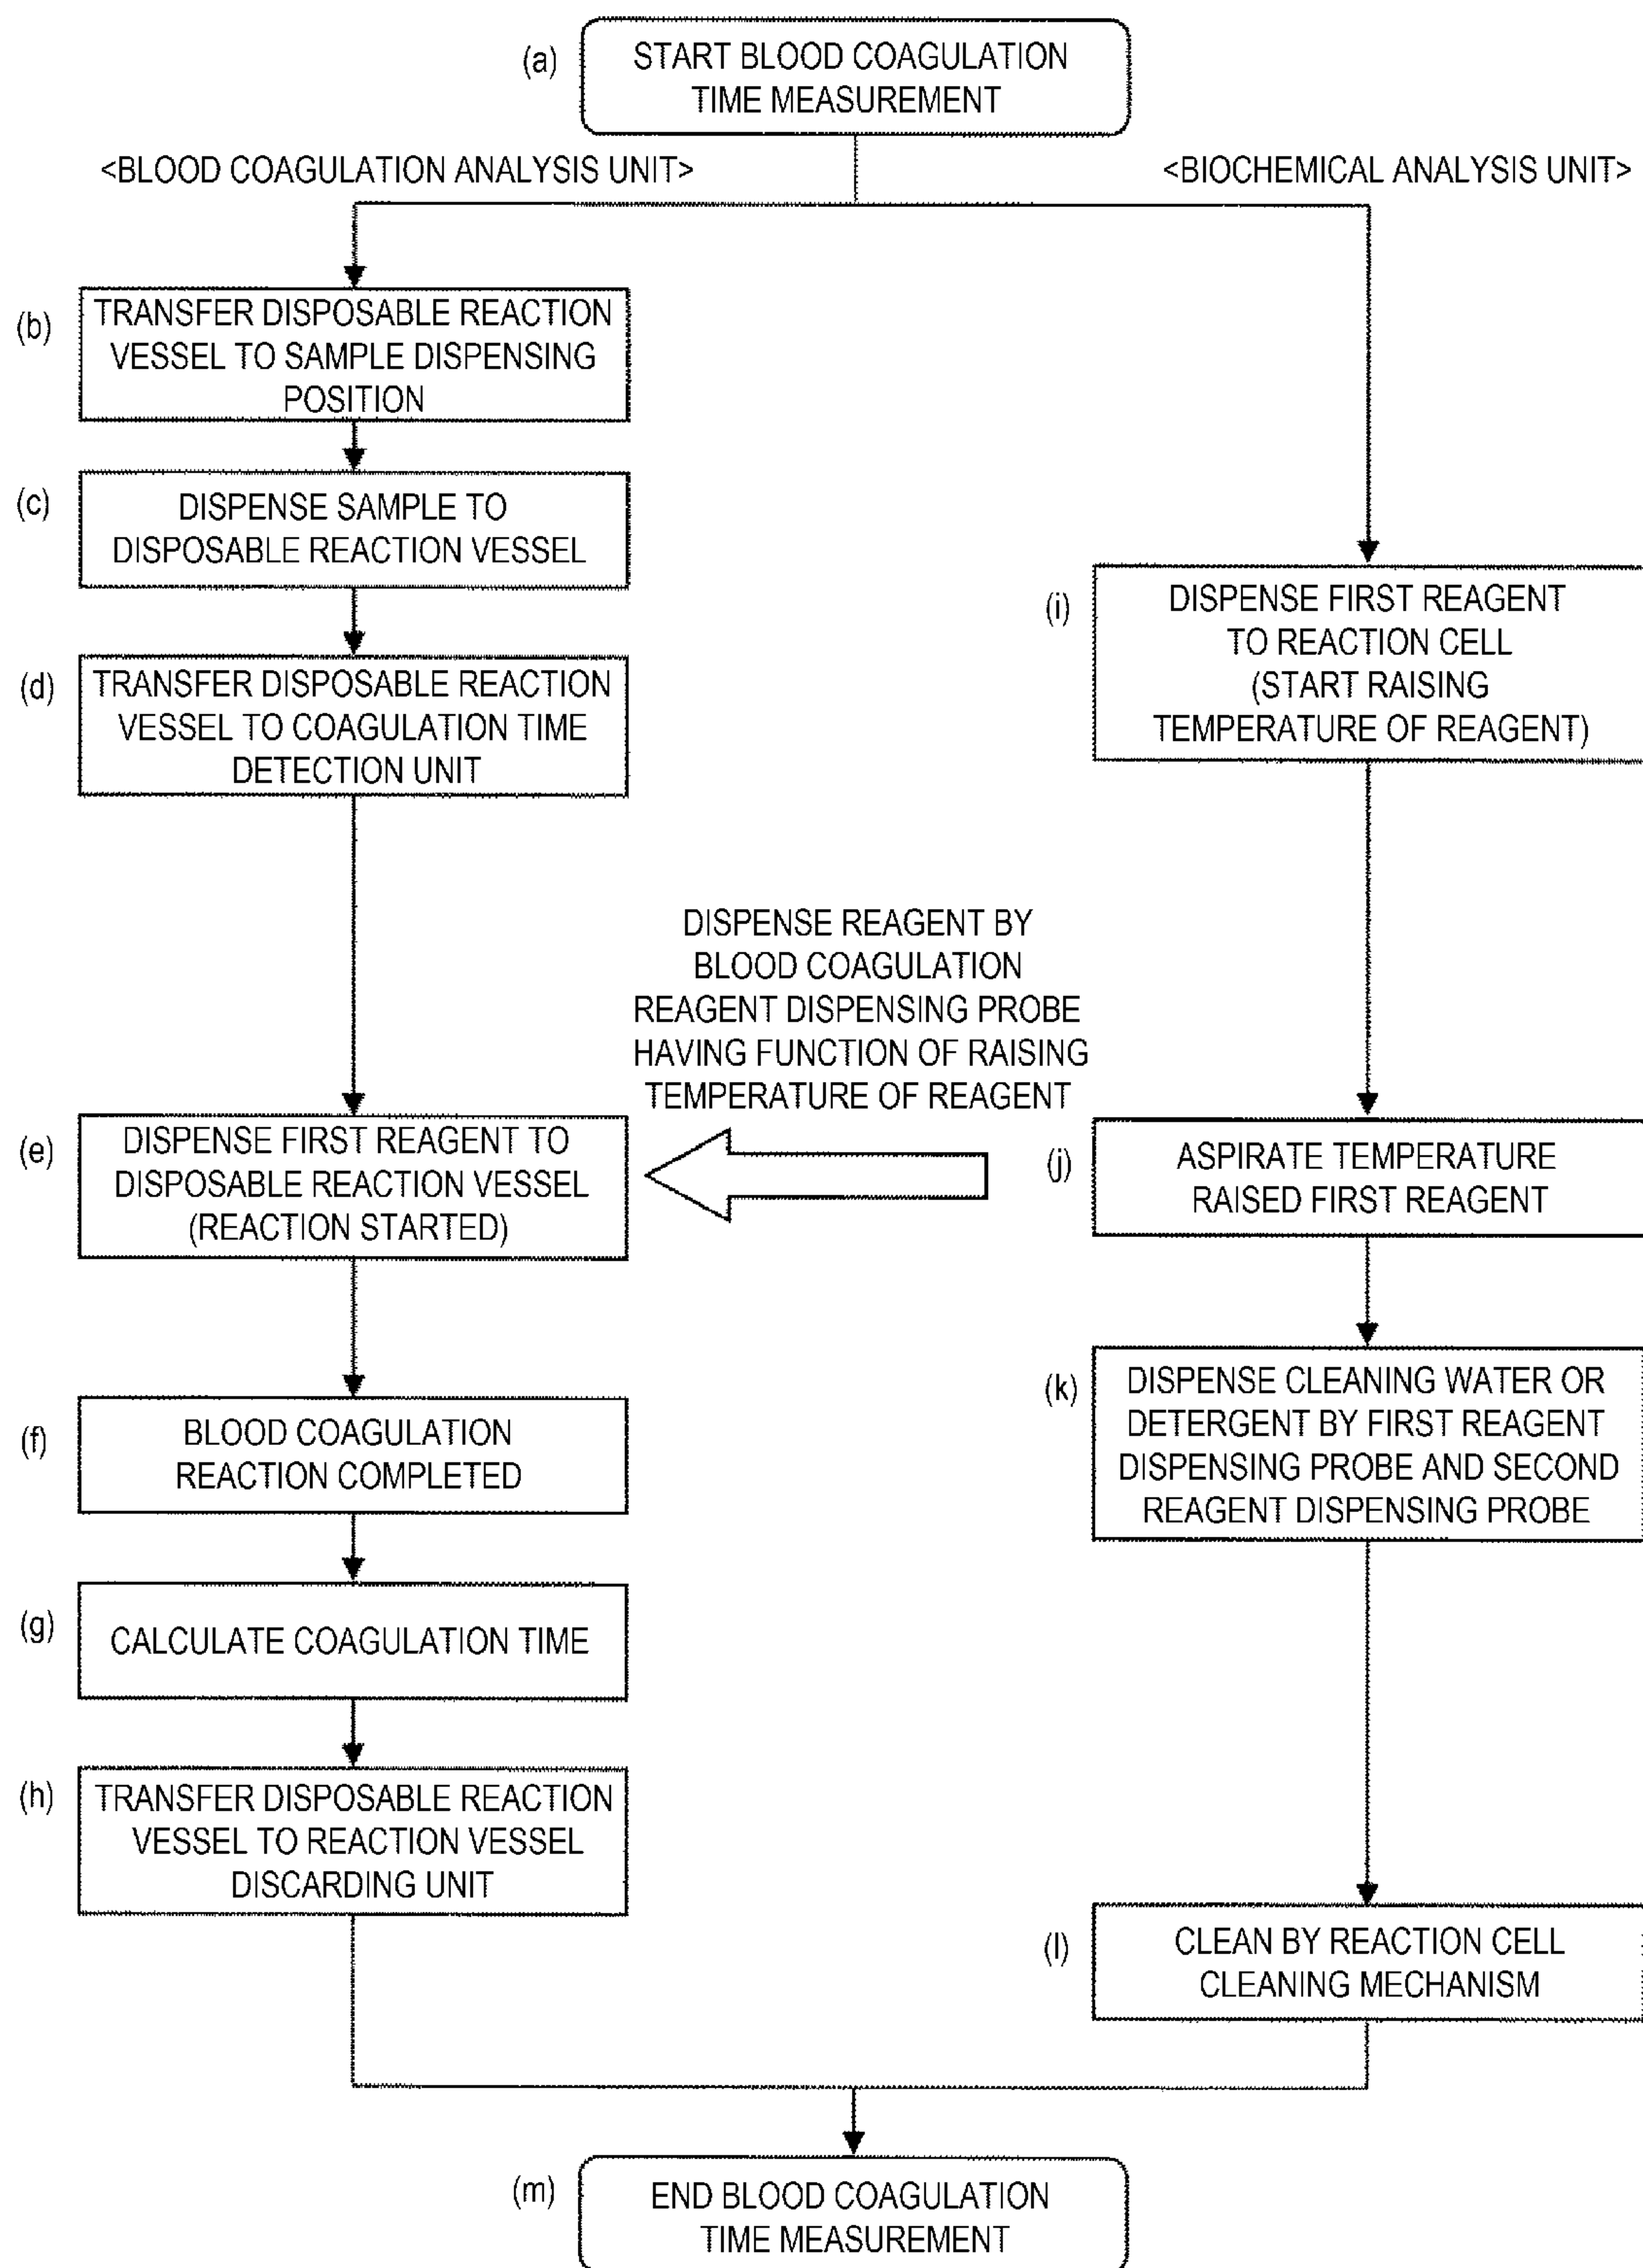 (a)
START BLOOD COAGULATION
TIME MEASUREMENT
<BLOOD COAGULATION ANALYSIS UNIT>
<BIOCHEMICAL ANALYSIS UNIT>
(b)
TRANSFER DISPOSABLE REACTION
VESSEL TO SAMPLE DISPENSING
POSITION
(c)
DISPENSE SAMPLE TO
DISPOSABLE REACTION VESSEL
(d)
TRANSFER DISPOSABLE REACTION
VESSEL TO COAGULATION TIME
DETECTION UNIT
(i)
DISPENSE FIRST REAGENT
TO REACTION CELL
(START RAISING
TEMPERATURE OF REAGENT)
DISPENSE REAGENT BY
BLOOD COAGULATION
REAGENT DISPENSING PROBE
HAVING FUNCTION OF RAISING
TEMPERATURE OF REAGENT
(e)
DISPENSE FIRST REAGENT TO
DISPOSABLE REACTION VESSEL
(REACTION STARTED)
(j)
ASPIRATE TEMPERATURE
RAISED FIRST REAGENT
(f)
BLOOD COAGULATION
REACTION COMPLETED
(k)
DISPENSE CLEANING WATER OR
DETERGENT BY FIRST REAGENT
DISPENSING PROBE AND SECOND
REAGENT DISPENSING PROBE
(g)
CALCULATE COAGULATION TIME
(h)
TRANSFER DISPOSABLE REACTION
VESSEL TO REACTION VESSEL
DISCARDING UNIT
(l)
CLEAN BY REACTION CELL
CLEANING MECHANISM
(m)
END BLOOD COAGULATION
TIME MEASUREMENT